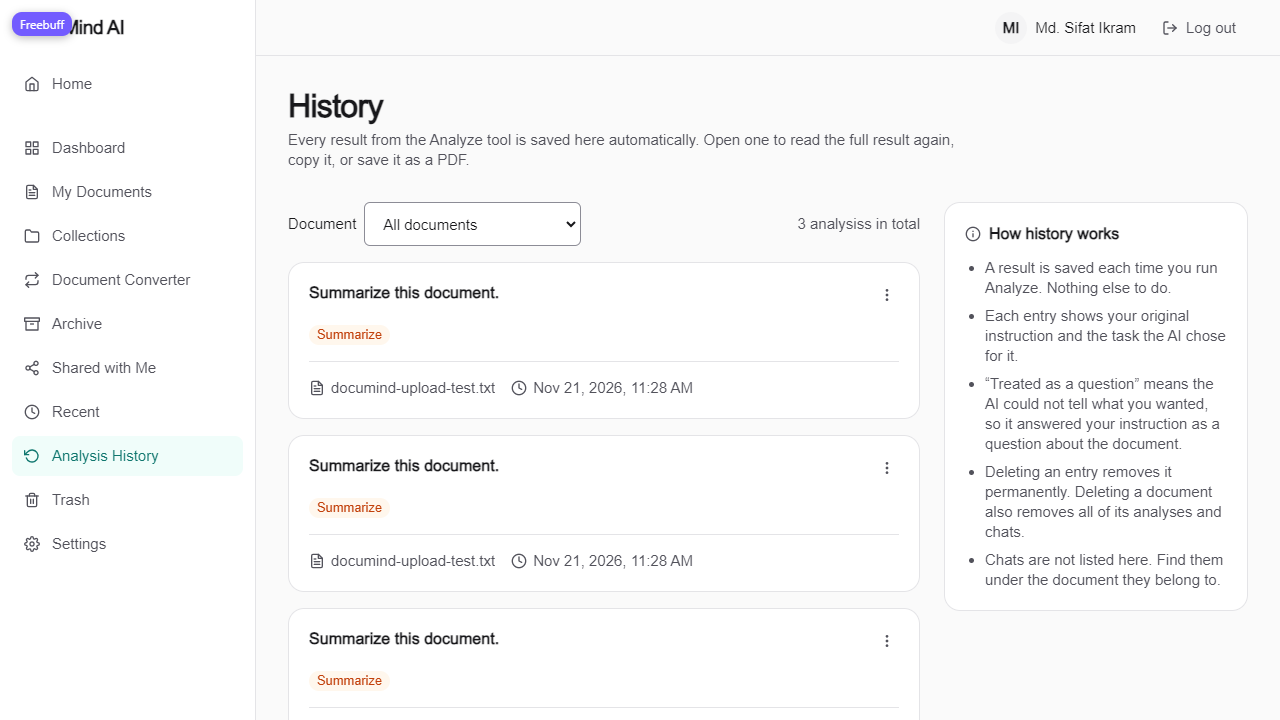 Freebuff
Mind AI
Home
Dashboard
My Documents
Collections
Document Converter
Archive
Shared with Me
Recent
Analysis History
Trash
Settings
MI Md. Sifat Ikram Log out
History
Every result from the Analyze tool is saved here automatically. Open one to read the full result again,
copy it, or save it as a PDF.
Document All documents 3 analysiss in total
Summarize this document.
Summarize
documind-upload-test.txt Nov 21, 2026, 11:28 AM
Summarize this document.
Summarize
documind-upload-test.txt Nov 21, 2026, 11:28 AM
Summarize this document.
Summarize
How history works
A result is saved each time you run
Analyze. Nothing else to do.
Each entry shows your original
instruction and the task the AI chose
for it.
“Treated as a question” means the
AI could not tell what you wanted,
so it answered your instruction as a
question about the document.
Deleting an entry removes it
permanently. Deleting a document
also removes all of its analyses and
chats.
Chats are not listed here. Find them
under the document they belong to.